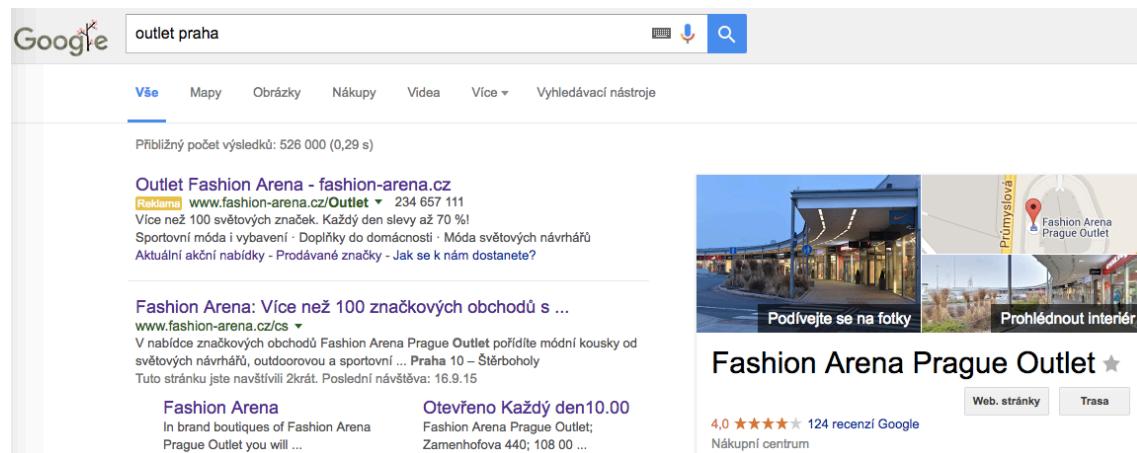 Google
outlet praha
Vše Mapy Obrázky Nákupy Videa Více Vyhledávací nástroje
Přibližný počet výsledků: 526 000 (0,29 s)
Outlet Fashion Arena - fashion-arena.cz
Reklama www.fashion-arena.cz/Outlet 234 657 111
Více než 100 světových značek. Každý den slevy až 70 %!
Sportovní móda i vybavení · Doplňky do domácnosti · Móda světových návrhářů
Aktuální akční nabídky - Prodávané značky - Jak se k nám dostanete?
Fashion Arena: Více než 100 značkových obchodů s ...
www.fashion-arena.cz/cs
V nabídce značkových obchodů Fashion Arena Prague Outlet pořídíte módní kousky od
světových návrhářů, outdoorovou a sportovní ... Praha 10 – Štěrboholy
Tuto stránku jste navštívili 2krát. Poslední návštěva: 16.9.15
Fashion Arena
In brand boutiques of Fashion Arena
Prague Outlet you will ...
Otevřeno Každý den10.00
Fashion Arena Prague Outlet;
Zamenhofova 440; 108 00 ...
Průmyslová
Fashion Arena
Prague Outlet
Podívejte se na fotky
Prohlédnout interiér
Fashion Arena Prague Outlet
Web. stránky
Trasa
4,0 124 recenzí Google
Nákupní centrum